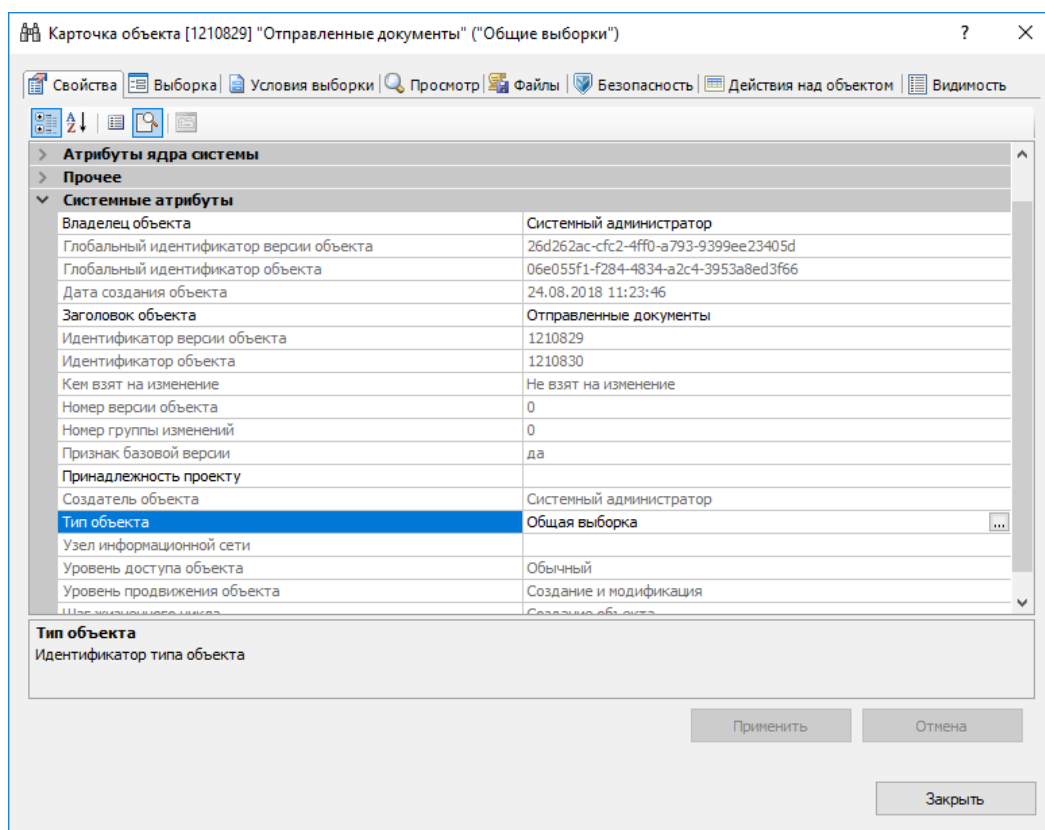 Карточка объекта [1210829] "Отправленные документы" ("Общие выборки")
Свойства Выборка Условия выборки Просмотр Файлы Безопасность Действия над объектом Видимость
Атрибуты ядра системы
Прочее
Системные атрибуты
Владелец объекта Системный администратор
Глобальный идентификатор версии объекта 26d262ac-cfc2-4ff0-a793-9399ee23405d
Глобальный идентификатор объекта 06e055f1-f284-4834-a2c4-3953a8ed3f66
Дата создания объекта 24.08.2018 11:23:46
Заголовок объекта Отправленные документы
Идентификатор версии объекта 1210829
Идентификатор объекта 1210830
Кем взят на изменение Не взят на изменение
Номер версии объекта 0
Номер группы изменений 0
Признак базовой версии да
Принадлежность проекту
Создатель объекта Системный администратор
Тип объекта Общая выборка ...
Узел информационной сети
Уровень доступа объекта Обычный
Уровень продвижения объекта Создание и модификация
Шаг жизненного цикла Создание объекта
Тип объекта
Идентификатор типа объекта
Применить Отмена
Закрыть